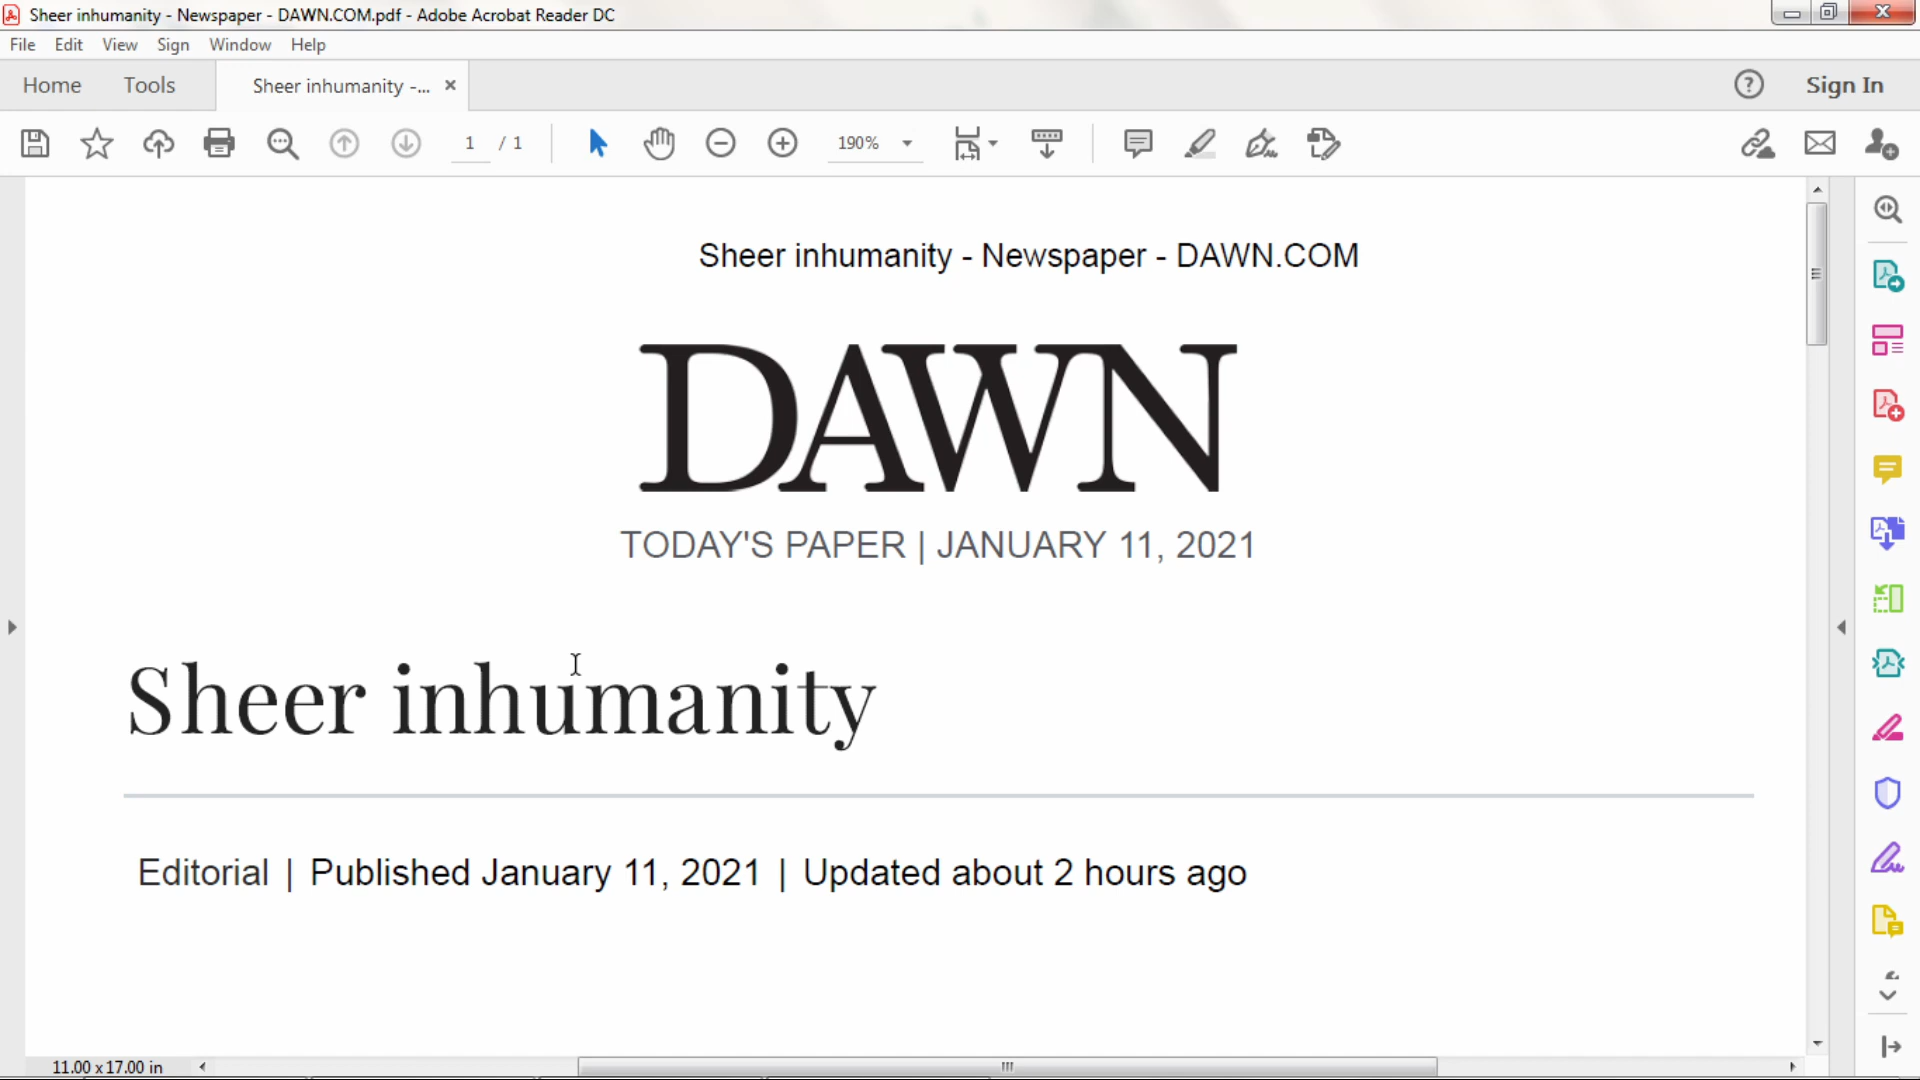 Sheer inhumanity - Newspaper - DAWN.COM.pdf - Adobe Acrobat Reader DC
File Edit View Sign Window Help
Home Tools Sheer inhumanity -... Sign In
1 / 1 190%
Sheer inhumanity - Newspaper - DAWN.COM
DAWN
TODAY'S PAPER | JANUARY 11, 2021
Sheer inhumanity
Editorial | Published January 11, 2021 | Updated about 2 hours ago
11.00 x 17.00 in